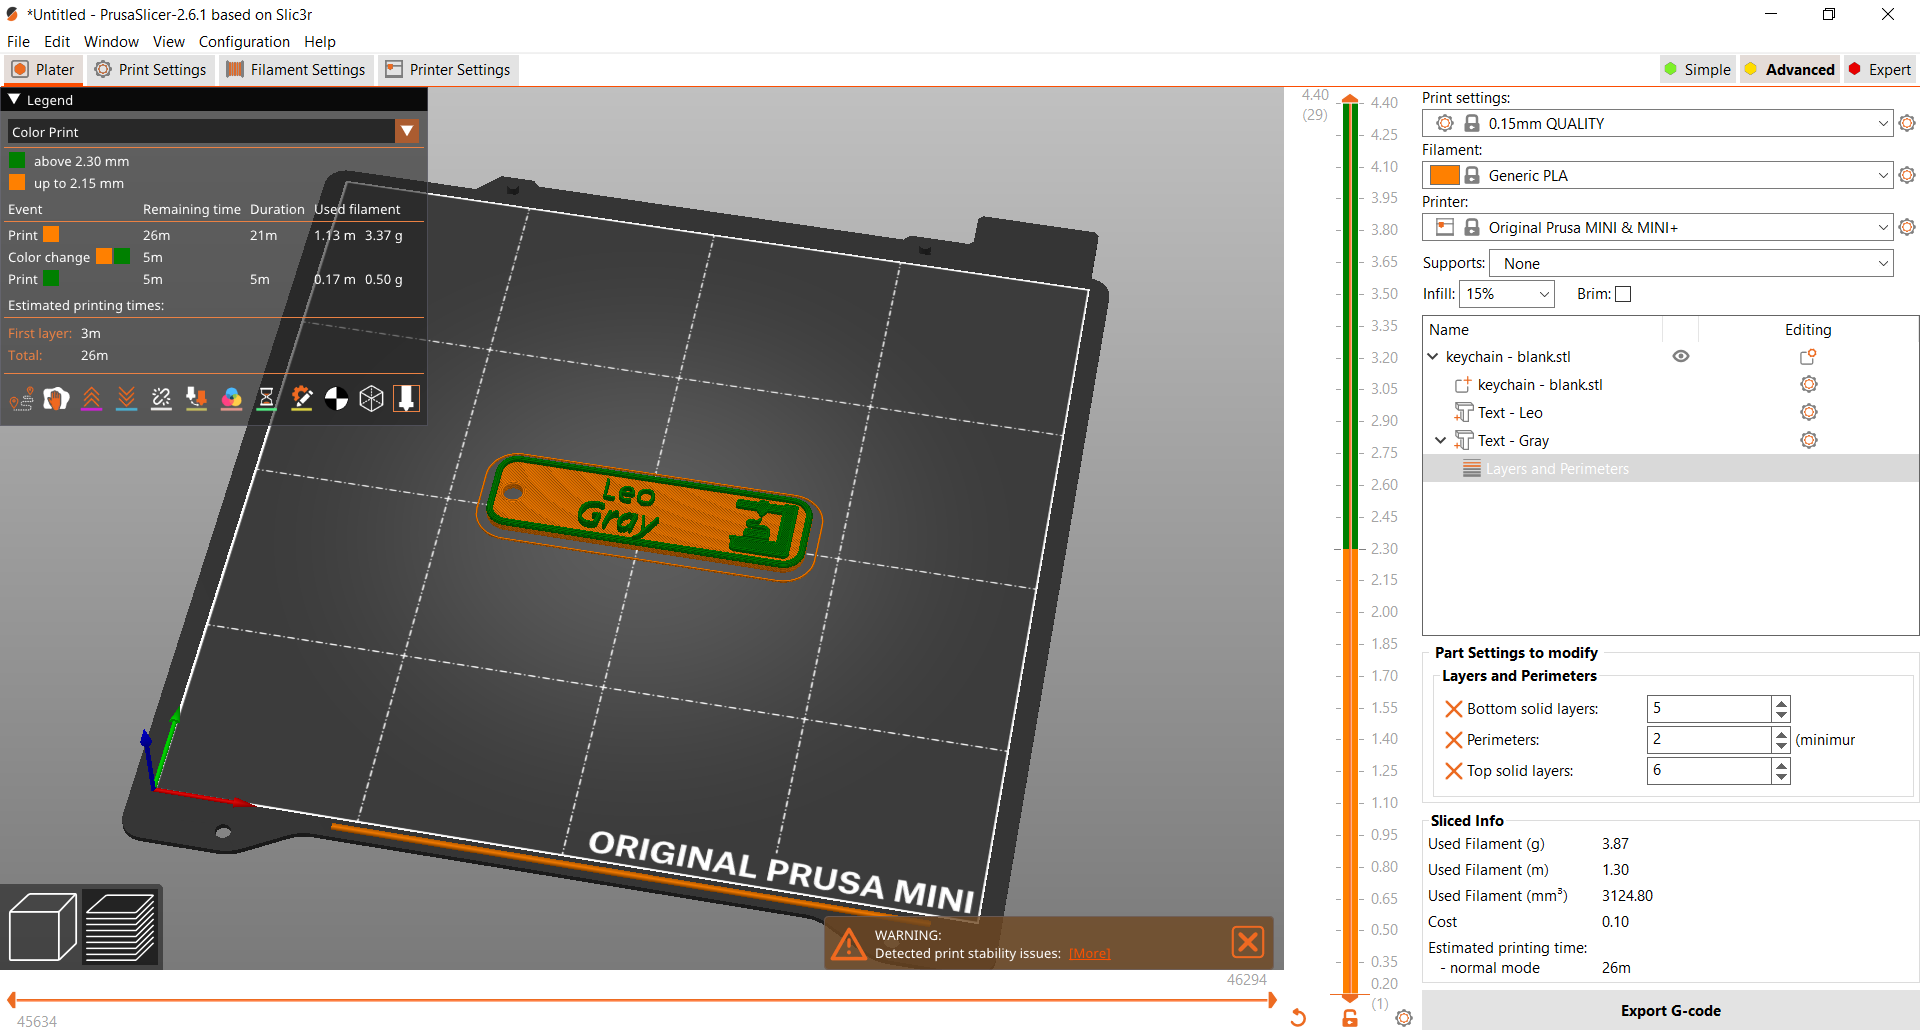 *Untitled - PrusaSlicer-2.6.1 based on Slic3r
File Edit Window View Configuration Help
Plater Print Settings Filament Settings Printer Settings Simple Advanced Expert
Legend
Color Print
above 2.30 mm
up to 2.15 mm
Event Remaining time Duration Used filament
Print 26m 21m 1.13 m 3.37 g
Color change 5m
Print 5m 5m 0.17 m 0.50 g
Estimated printing times:
First layer: 3m
Total: 26m
Leo
Gray
ORIGINAL PRUSA MINI
WARNING:
Detected print stability issues: [More]
46294
45634
4.40
(29)
4.40
4.25
4.10
3.95
3.80
3.65
3.50
3.35
3.20
3.05
2.90
2.75
2.60
2.45
2.30
2.15
2.00
1.85
1.70
1.55
1.40
1.25
1.10
0.95
0.80
0.65
0.50
0.35
0.20
(1)
Print settings:
0.15mm QUALITY
Filament:
Generic PLA
Printer:
Original Prusa MINI & MINI+
Supports: None
Infill: 15% Brim:
Name Editing
keychain - blank.stl
keychain - blank.stl
Text - Leo
Text - Gray
Layers and Perimeters
Part Settings to modify
Layers and Perimeters
Bottom solid layers: 5
Perimeters: 2 (minimur
Top solid layers: 6
Sliced Info
Used Filament (g) 3.87
Used Filament (m) 1.30
Used Filament (mm³) 3124.80
Cost 0.10
Estimated printing time:
- normal mode 26m
Export G-code